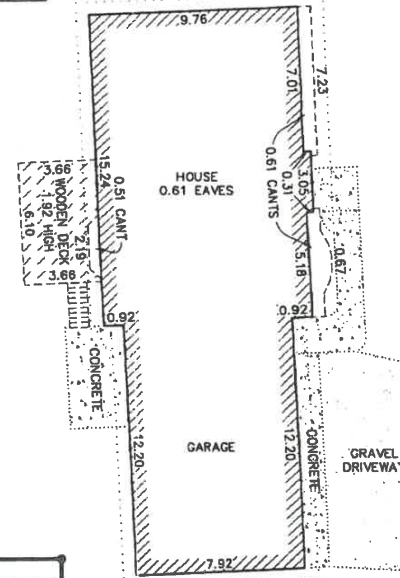 9.76
7.01
7.23
HOUSE
0.61 EAVES
0.61 CANTS
0.31
3.05
15.24
0.51 CANT
3.66
WOODEN DECK
.92 HIGH
6.10
2.19
3.66
5.18
0.67
0.92
0.92
CONCRETE
12.20
GARAGE
12.20
CONCRETE
GRAVEL
DRIVEWAY
7.92